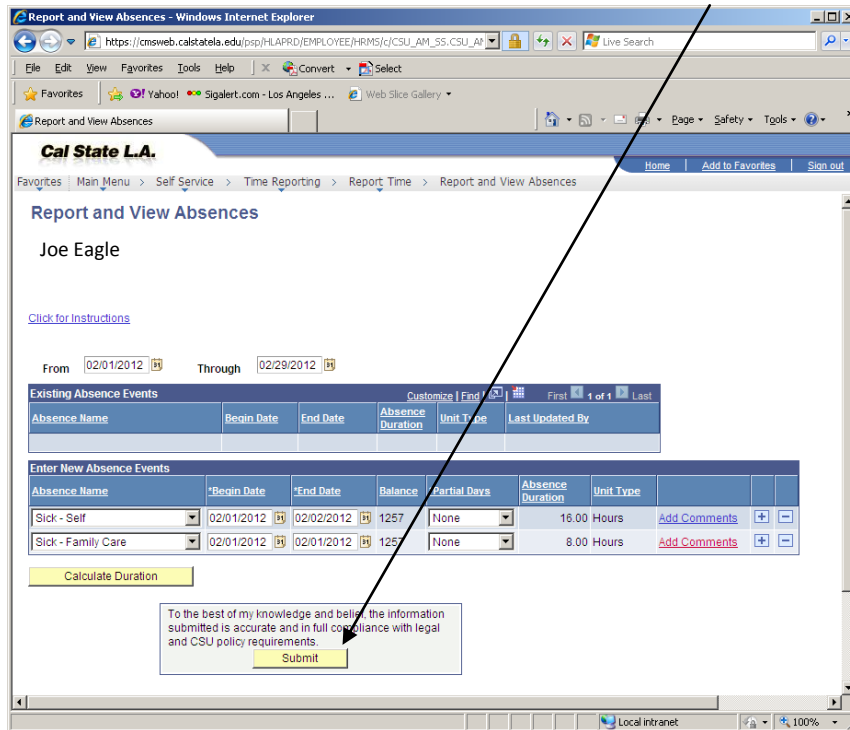 Report and View Absences - Windows Internet Explorer
https://cmsweb.calstatela.edu/psp/HLAPRD/EMPLOYEE/HRMS/c/CSU_AM_SS.CSU_AM
Live Search
File Edit View Favorites Tools Help X Convert Select
Favorites Yahoo! Sigalert.com - Los Angeles ... Web Slice Gallery
Report and View Absences
Page Safety Tools
Cal State L.A.
Home | Add to Favorites | Sign out
Favorites Main Menu > Self Service > Time Reporting > Report Time > Report and View Absences
Report and View Absences
Joe Eagle
Click for Instructions
From 02/01/2012 Through 02/29/2012
Existing Absence Events Customize | Find | | First 1 of 1 Last
Absence Name Begin Date End Date Absence Duration Unit Type Last Updated By
Enter New Absence Events
Absence Name *Begin Date *End Date Balance *Partial Days Absence Duration Unit Type
Sick - Self 02/01/2012 02/02/2012 1257 None 16.00 Hours Add Comments + -
Sick - Family Care 02/01/2012 02/01/2012 1257 None 8.00 Hours Add Comments + -
Calculate Duration
To the best of my knowledge and belief, the information
submitted is accurate and in full compliance with legal
and CSU policy requirements.
Submit
Local intranet 100%